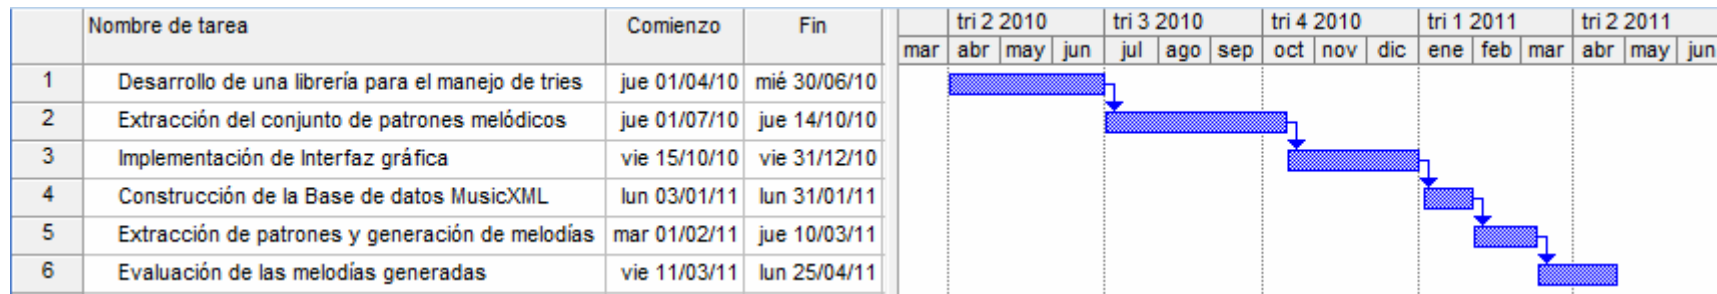 Nombre de tarea Comienzo Fin tri 2 2010 tri 3 2010 tri 4 2010 tri 1 2011 tri 2 2011
mar abr may jun jul ago sep oct nov dic ene feb mar abr may jun
1 Desarrollo de una librería para el manejo de tries jue 01/04/10 mié 30/06/10
2 Extracción del conjunto de patrones melódicos jue 01/07/10 jue 14/10/10
3 Implementación de Interfaz gráfica vie 15/10/10 vie 31/12/10
4 Construcción de la Base de datos MusicXML lun 03/01/11 lun 31/01/11
5 Extracción de patrones y generación de melodías mar 01/02/11 jue 10/03/11
6 Evaluación de las melodías generadas vie 11/03/11 lun 25/04/11